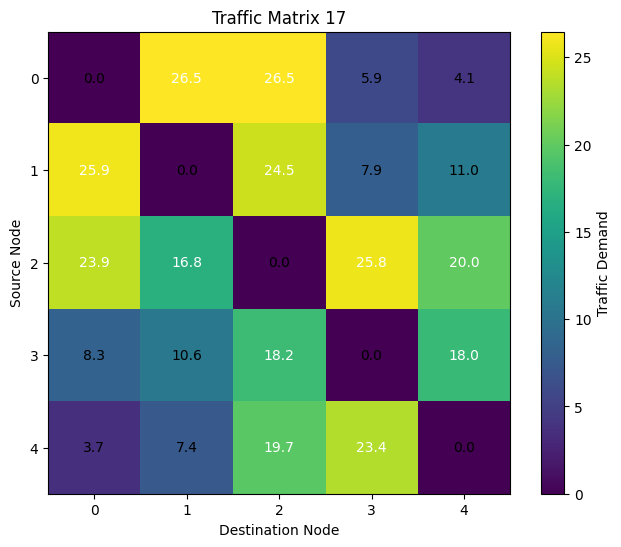 Traffic Matrix 17
0 0.0 26.5 26.5 5.9 4.1
1 25.9 0.0 24.5 7.9 11.0
2 23.9 16.8 0.0 25.8 20.0
3 8.3 10.6 18.2 0.0 18.0
4 3.7 7.4 19.7 23.4 0.0
0 1 2 3 4
Destination Node
Source Node
25
20
15
10
5
0
Traffic Demand